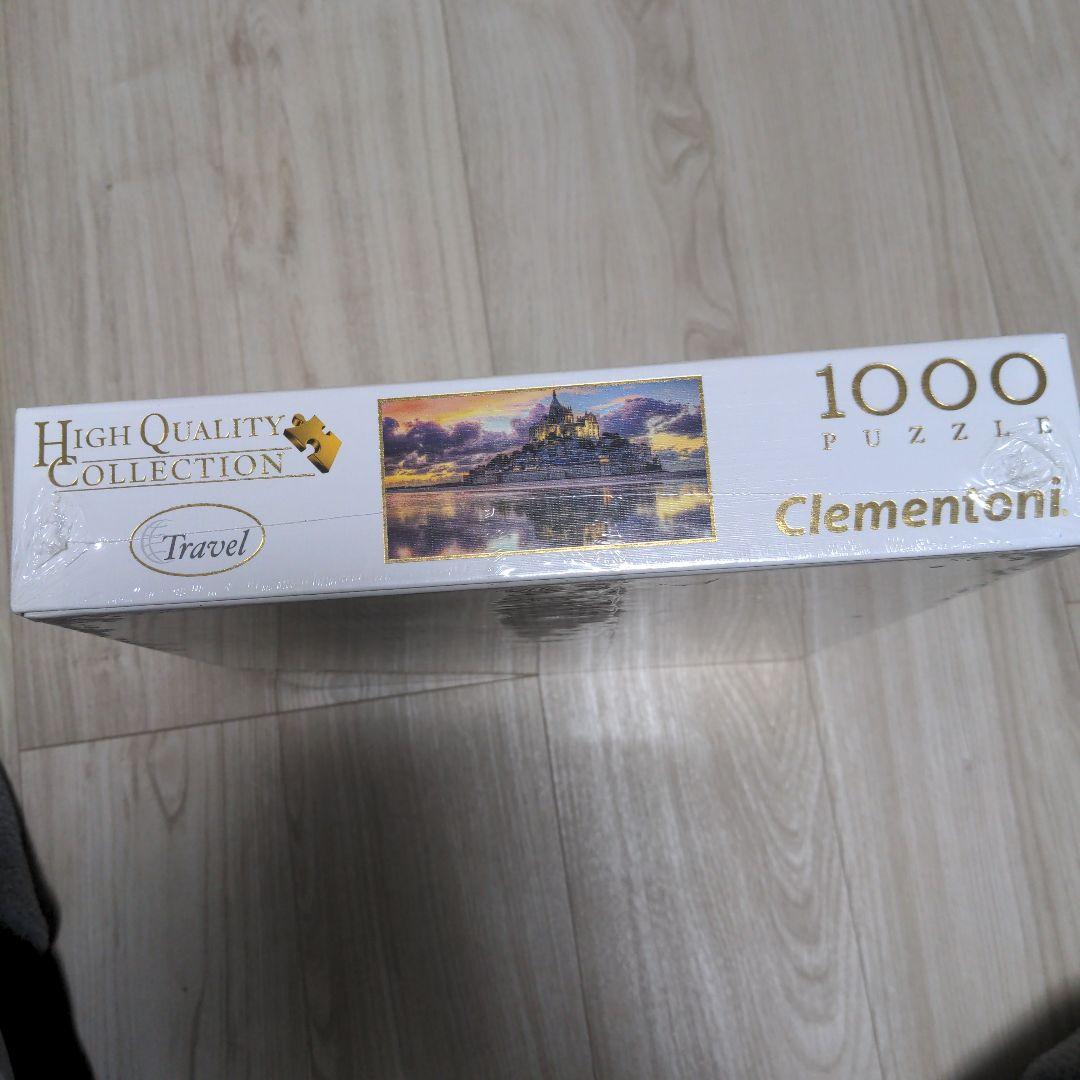 HIGH QUALITY
COLLECTION
Travel
1000
PUZZLE
Clementoni